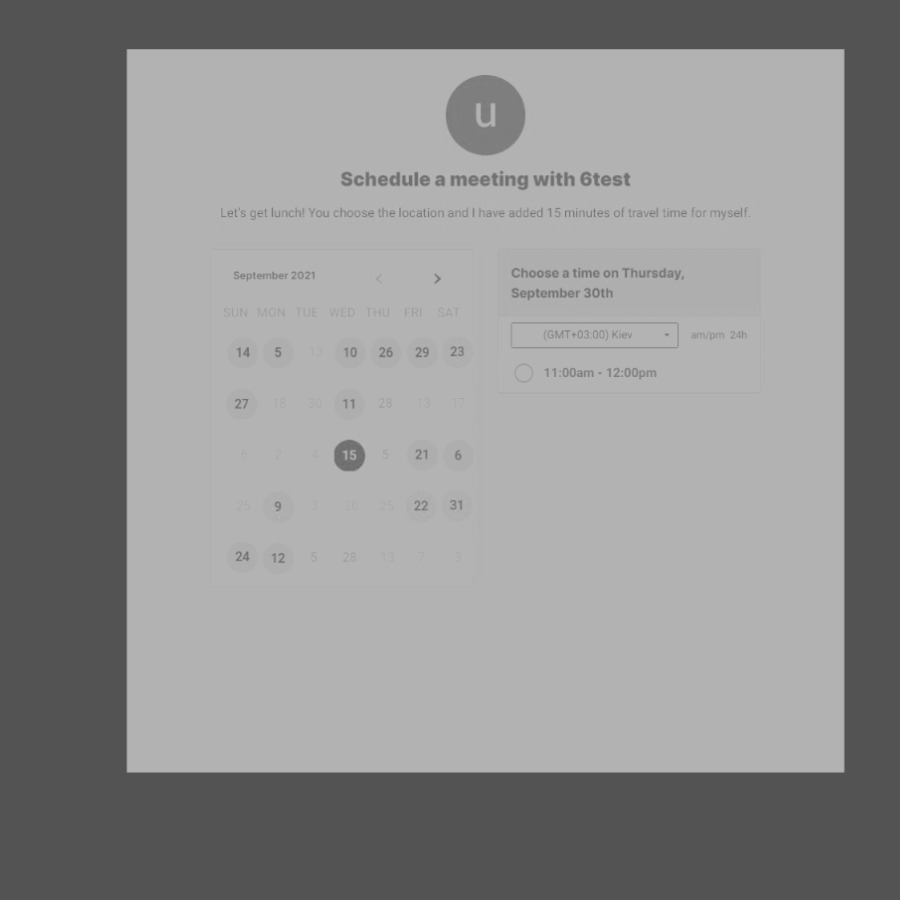 u
Schedule a meeting with 6test
Let's get lunch! You choose the location and I have added 15 minutes of travel time for myself.
September 2021
SUN MON TUE WED THU FRI SAT
14 5 13 10 26 29 23
27 18 30 11 28 13 17
6 2 4 15 5 21 6
25 9 3 26 25 22 31
24 12 5 28 13 7 3
Choose a time on Thursday,
September 30th
(GMT+03:00) Kiev am/pm 24h
11:00am - 12:00pm